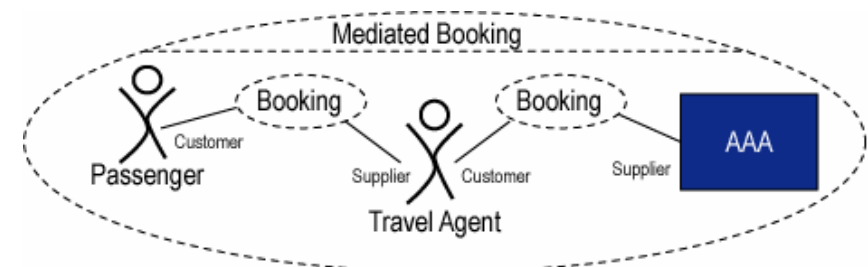 Mediated Booking
Booking
Booking
AAA
Customer
Supplier
Customer
Supplier
Passenger
Travel Agent